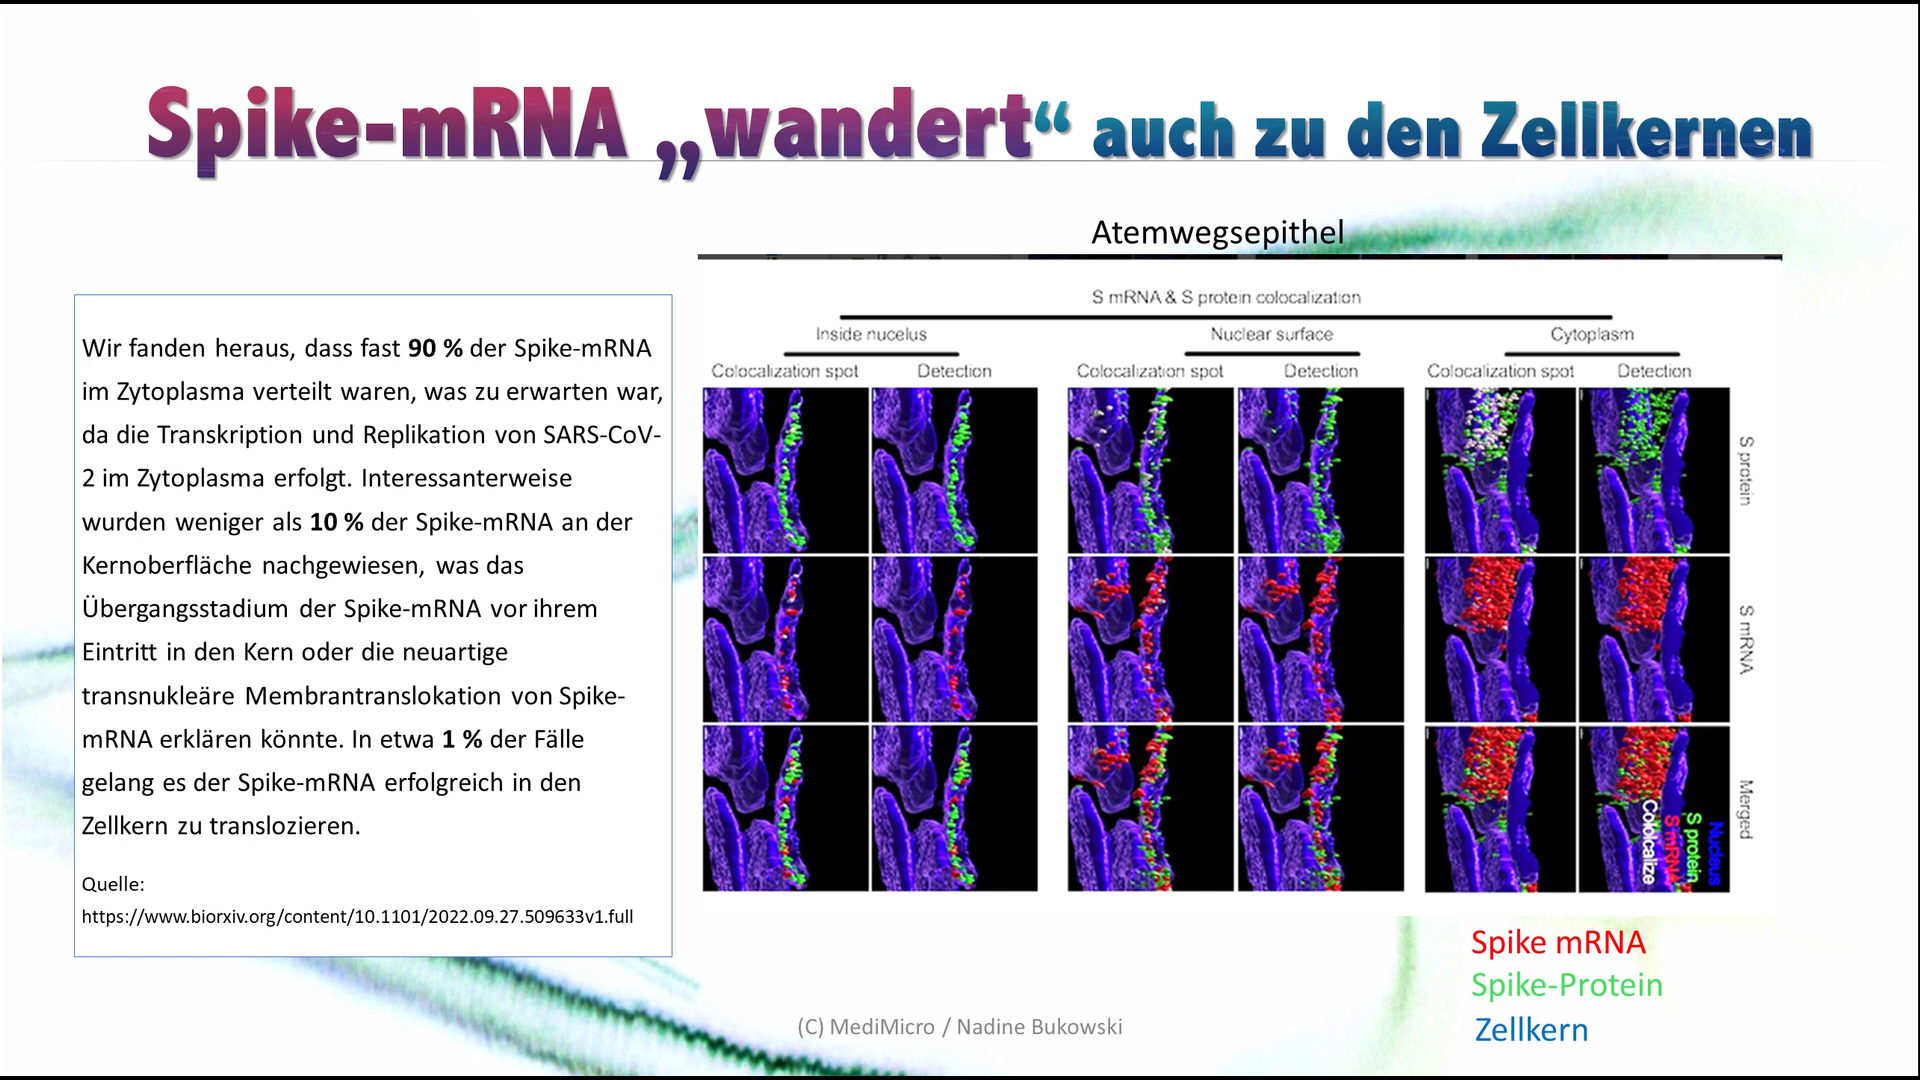 Spike-mRNA „wandert“ auch zu den Zellkernen
Atemwegsepithel
Wir fanden heraus, dass fast 90 % der Spike-mRNA
im Zytoplasma verteilt waren, was zu erwarten war,
da die Transkription und Replikation von SARS-CoV-
2 im Zytoplasma erfolgt. Interessanterweise
wurden weniger als 10 % der Spike-mRNA an der
Kernoberfläche nachgewiesen, was das
Übergangsstadium der Spike-mRNA vor ihrem
Eintritt in den Kern oder die neuartige
transnukleäre Membrantranslokation von Spike-
mRNA erklären könnte. In etwa 1 % der Fälle
gelang es der Spike-mRNA erfolgreich in den
Zellkern zu translozieren.
Quelle:
https://www.biorxiv.org/content/10.1101/2022.09.27.509633v1.full
S mRNA & S protein colocalization
Inside nucelus
Nuclear surface
Cytoplasm
Colocalization spot
Detection
Colocalization spot
Detection
Colocalization spot
Detection
S protein
S mRNA
Merged
Nucleus
S protein
S mRNA
Colocalize
Spike mRNA
Spike-Protein
Zellkern
(C) MediMicro / Nadine Bukowski